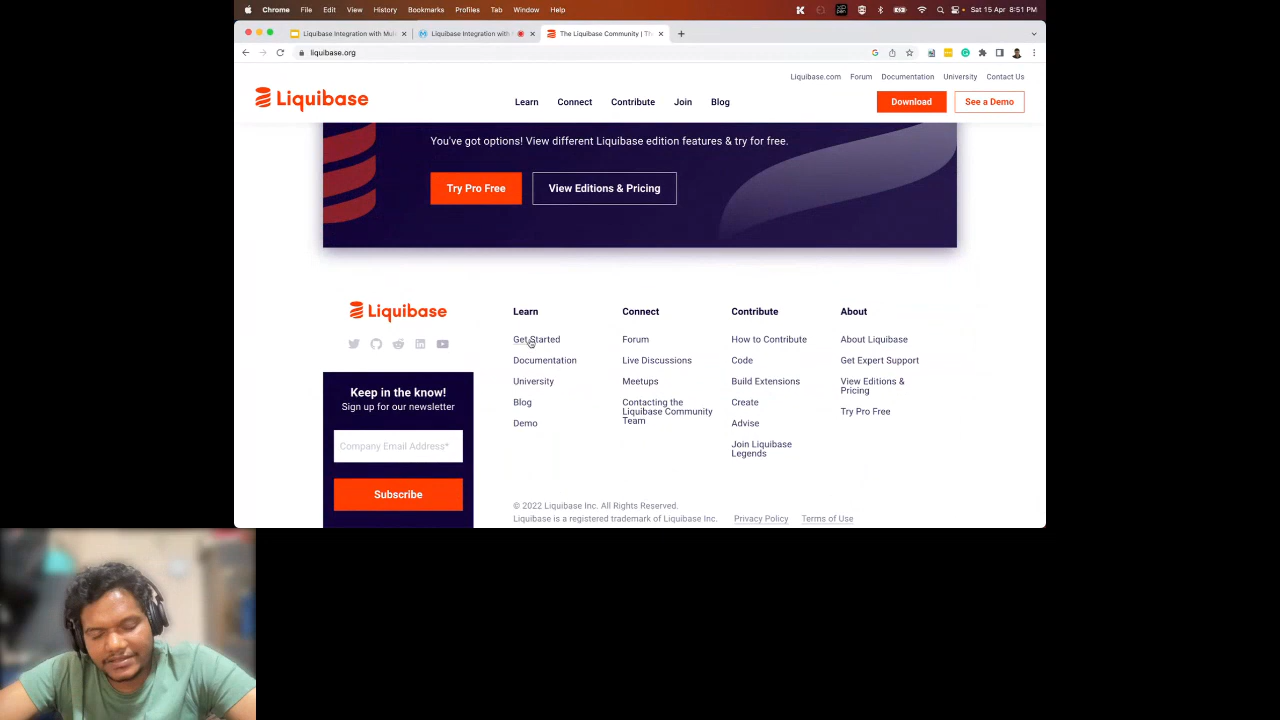 Chrome File Edit View History Bookmarks Profiles Tab Window Help
Sat 15 Apr 8:51 PM
Liquibase Integration with Mul
Liquibase Integration with
The Liquibase Community | Th
liquibase.org
Liquibase.com Forum Documentation University Contact Us
Liquibase
Learn Connect Contribute Join Blog
Download
See a Demo
You've got options! View different Liquibase edition features & try for free.
Try Pro Free
View Editions & Pricing
Liquibase
Keep in the know!
Sign up for our newsletter
Company Email Address*
Subscribe
Learn
Get Started
Documentation
University
Blog
Demo
Connect
Forum
Live Discussions
Meetups
Contacting the
Liquibase Community
Team
Contribute
How to Contribute
Code
Build Extensions
Create
Advise
Join Liquibase
Legends
About
About Liquibase
Get Expert Support
View Editions &
Pricing
Try Pro Free
© 2022 Liquibase Inc. All Rights Reserved.
Liquibase is a registered trademark of Liquibase Inc.
Privacy Policy
Terms of Use